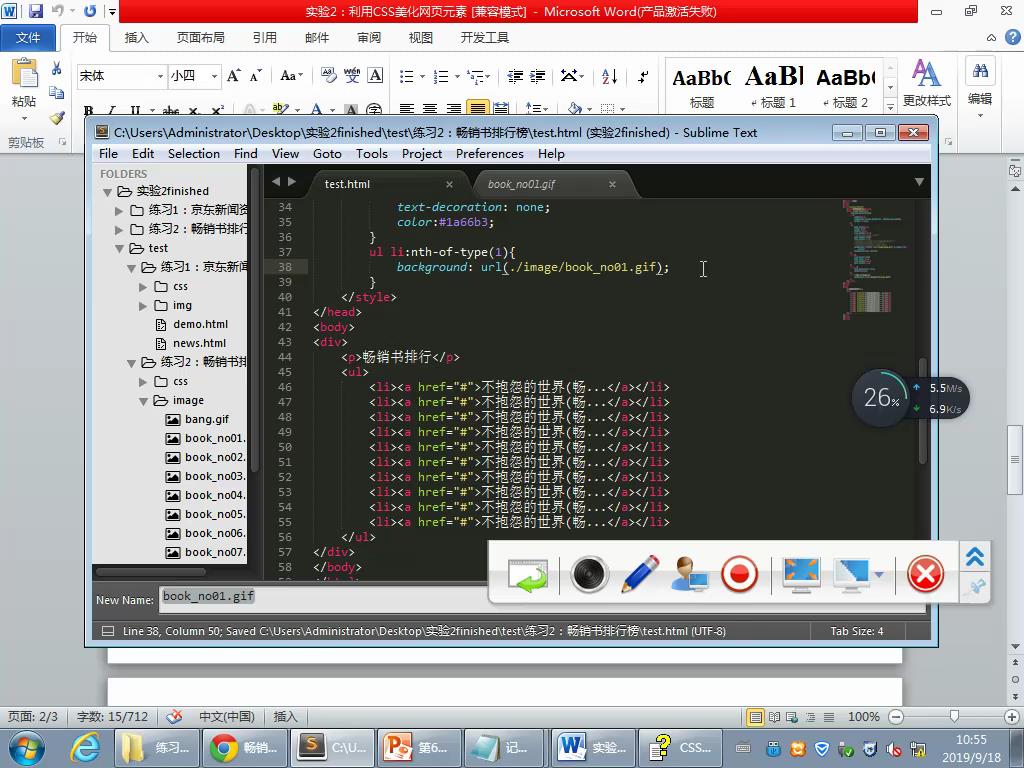 实验2：利用CSS美化网页元素 [兼容模式] - Microsoft Word(产品激活失败)
文件 开始 插入 页面布局 引用 邮件 审阅 视图 开发工具
宋体 小四
粘贴
剪贴板
AaBbC AaBl AaBbC
标题 标题 1 标题 2
更改样式 编辑
C:\Users\Administrator\Desktop\实验2finished\test\练习2：畅销书排行榜\test.html (实验2finished) - Sublime Text
File Edit Selection Find View Goto Tools Project Preferences Help
FOLDERS
实验2finished
练习1：京东新闻资
练习2：畅销书排行
test
练习1：京东新闻
css
img
demo.html
news.html
练习2：畅销书排
css
image
bang.gif
book_no01.
book_no02.
book_no03.
book_no04.
book_no05.
book_no06.
book_no07.
test.html book_no01.gif
34 text-decoration: none;
35 color:#1a66b3;
36 }
37 ul li:nth-of-type(1){
38 background: url(./image/book_no01.gif);
39 }
40 </style>
41 </head>
42 <body>
43 <div>
44 <p>畅销书排行</p>
45 <ul>
46 <li><a href="#">不抱怨的世界(畅...</a></li>
47 <li><a href="#">不抱怨的世界(畅...</a></li>
48 <li><a href="#">不抱怨的世界(畅...</a></li>
49 <li><a href="#">不抱怨的世界(畅...</a></li>
50 <li><a href="#">不抱怨的世界(畅...</a></li>
51 <li><a href="#">不抱怨的世界(畅...</a></li>
52 <li><a href="#">不抱怨的世界(畅...</a></li>
53 <li><a href="#">不抱怨的世界(畅...</a></li>
54 <li><a href="#">不抱怨的世界(畅...</a></li>
55 <li><a href="#">不抱怨的世界(畅...</a></li>
56 </ul>
57 </div>
58 </body>
26%
5.5M/s
6.9K/s
New Name: book_no01.gif
Line 38, Column 50; Saved C:\Users\Administrator\Desktop\实验2finished\test\练习2：畅销书排行榜\test.html (UTF-8) Tab Size: 4
页面: 2/3 字数: 15/712 中文(中国) 插入 100%
练习... 畅销... C:\U... 第6... 记... 实验... CSS...
10:55
2019/9/18